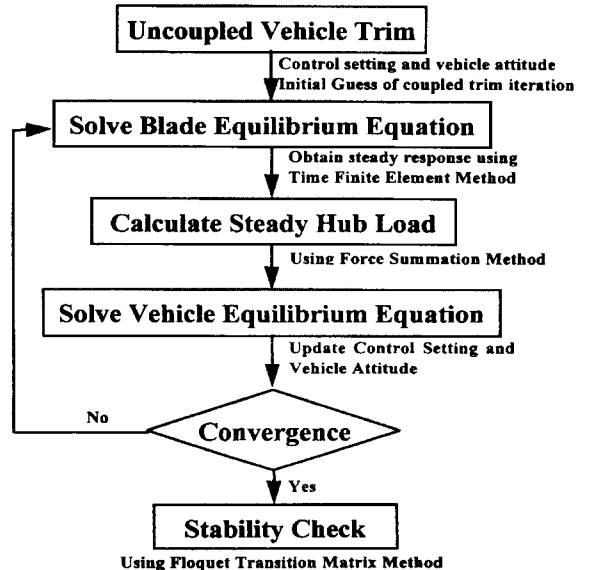 Uncoupled Vehicle Trim
Control setting and vehicle attitude
Initial Guess of coupled trim iteration
Solve Blade Equilibrium Equation
Obtain steady response using
Time Finite Element Method
Calculate Steady Hub Load
Using Force Summation Method
Solve Vehicle Equilibrium Equation
Update Control Setting and
Vehicle Attitude
No
Convergence
Yes
Stability Check
Using Floquet Transition Matrix Method